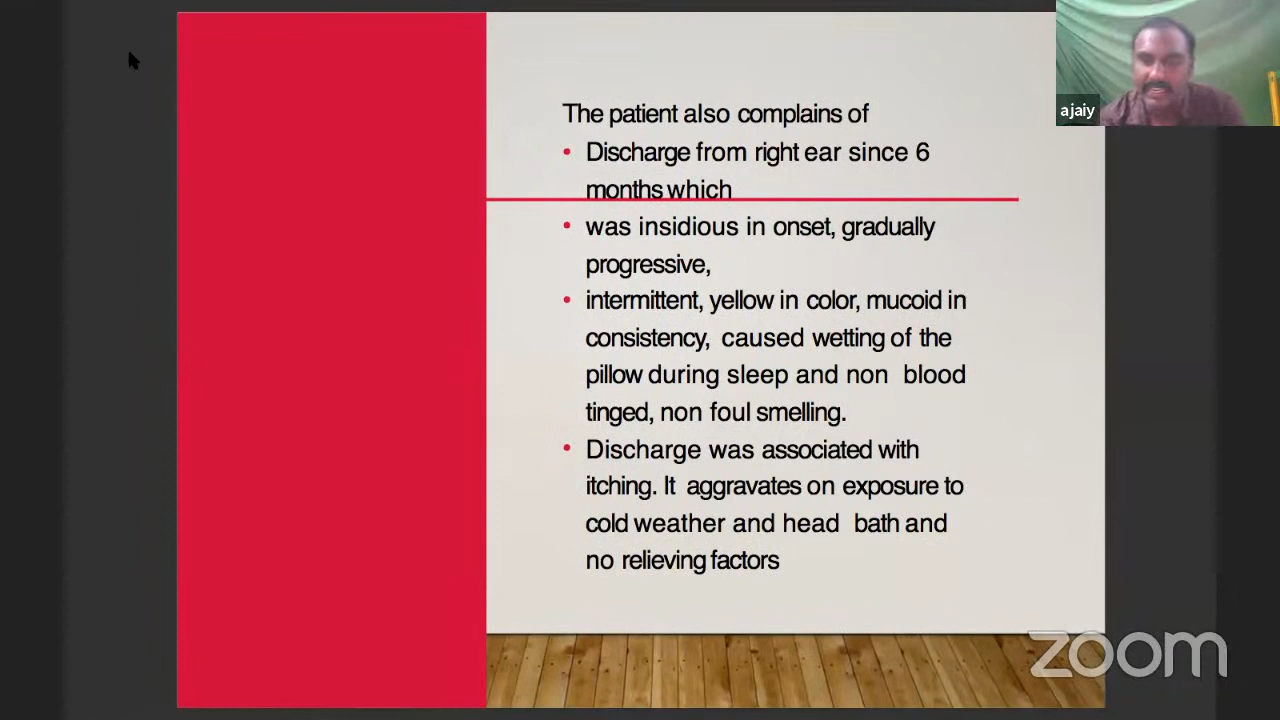 The patient also complains of
• Discharge from right ear since 6
months which
• was insidious in onset, gradually
progressive,
• intermittent, yellow in color, mucoid in
consistency, caused wetting of the
pillow during sleep and non blood
tinged, non foul smelling.
• Discharge was associated with
itching. It aggravates on exposure to
cold weather and head bath and
no relieving factors
ajaiy
zoom